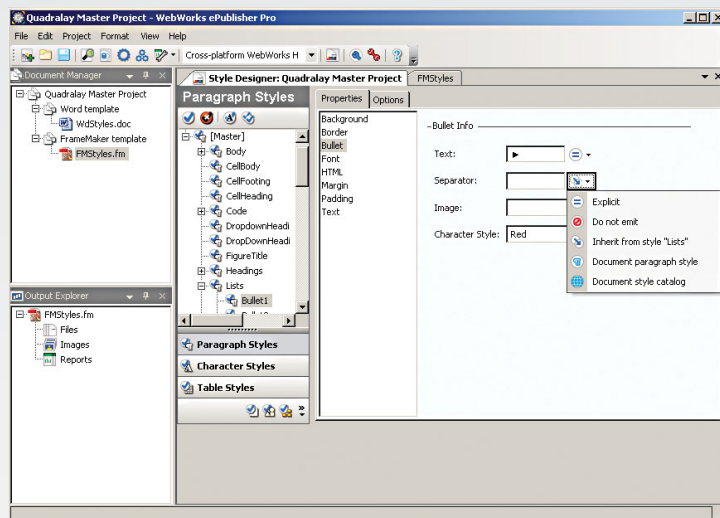 Quadralay Master Project - WebWorks ePublisher Pro
File Edit Project Format View Help
Cross-platform WebWorks H
Document Manager
Quadralay Master Project
Word template
WdStyles.doc
FrameMaker template
FMStyles.fm
Output Explorer
FMStyles.fm
Files
Images
Reports
Style Designer: Quadralay Master Project
FMStyles
Paragraph Styles
[Master]
Body
CellBody
CellFooting
CellHeading
Code
DropdownHeadi
DropDownHeadi
FigureTitle
Headings
Lists
Bullet1
Paragraph Styles
Character Styles
Table Styles
Properties Options
Background
Border
Bullet
Font
HTML
Margin
Padding
Text
Bullet Info
Text:
Separator:
Image:
Character Style: Red
Explicit
Do not emit
Inherit from style "Lists"
Document paragraph style
Document style catalog